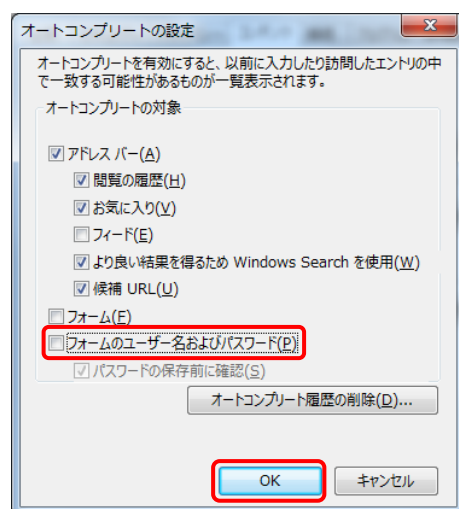 オートコンプリートの設定
オートコンプリートを有効にすると、以前に入力したり訪問したエントリの中
で一致する可能性があるものが一覧表示されます。
オートコンプリートの対象
アドレス バー(A)
閲覧の履歴(H)
お気に入り(V)
フィード(E)
より良い結果を得るため Windows Search を使用(W)
候補 URL(U)
フォーム(F)
フォームのユーザー名およびパスワード(P)
パスワードの保存前に確認(S)
オートコンプリート履歴の削除(D)...
OK キャンセル